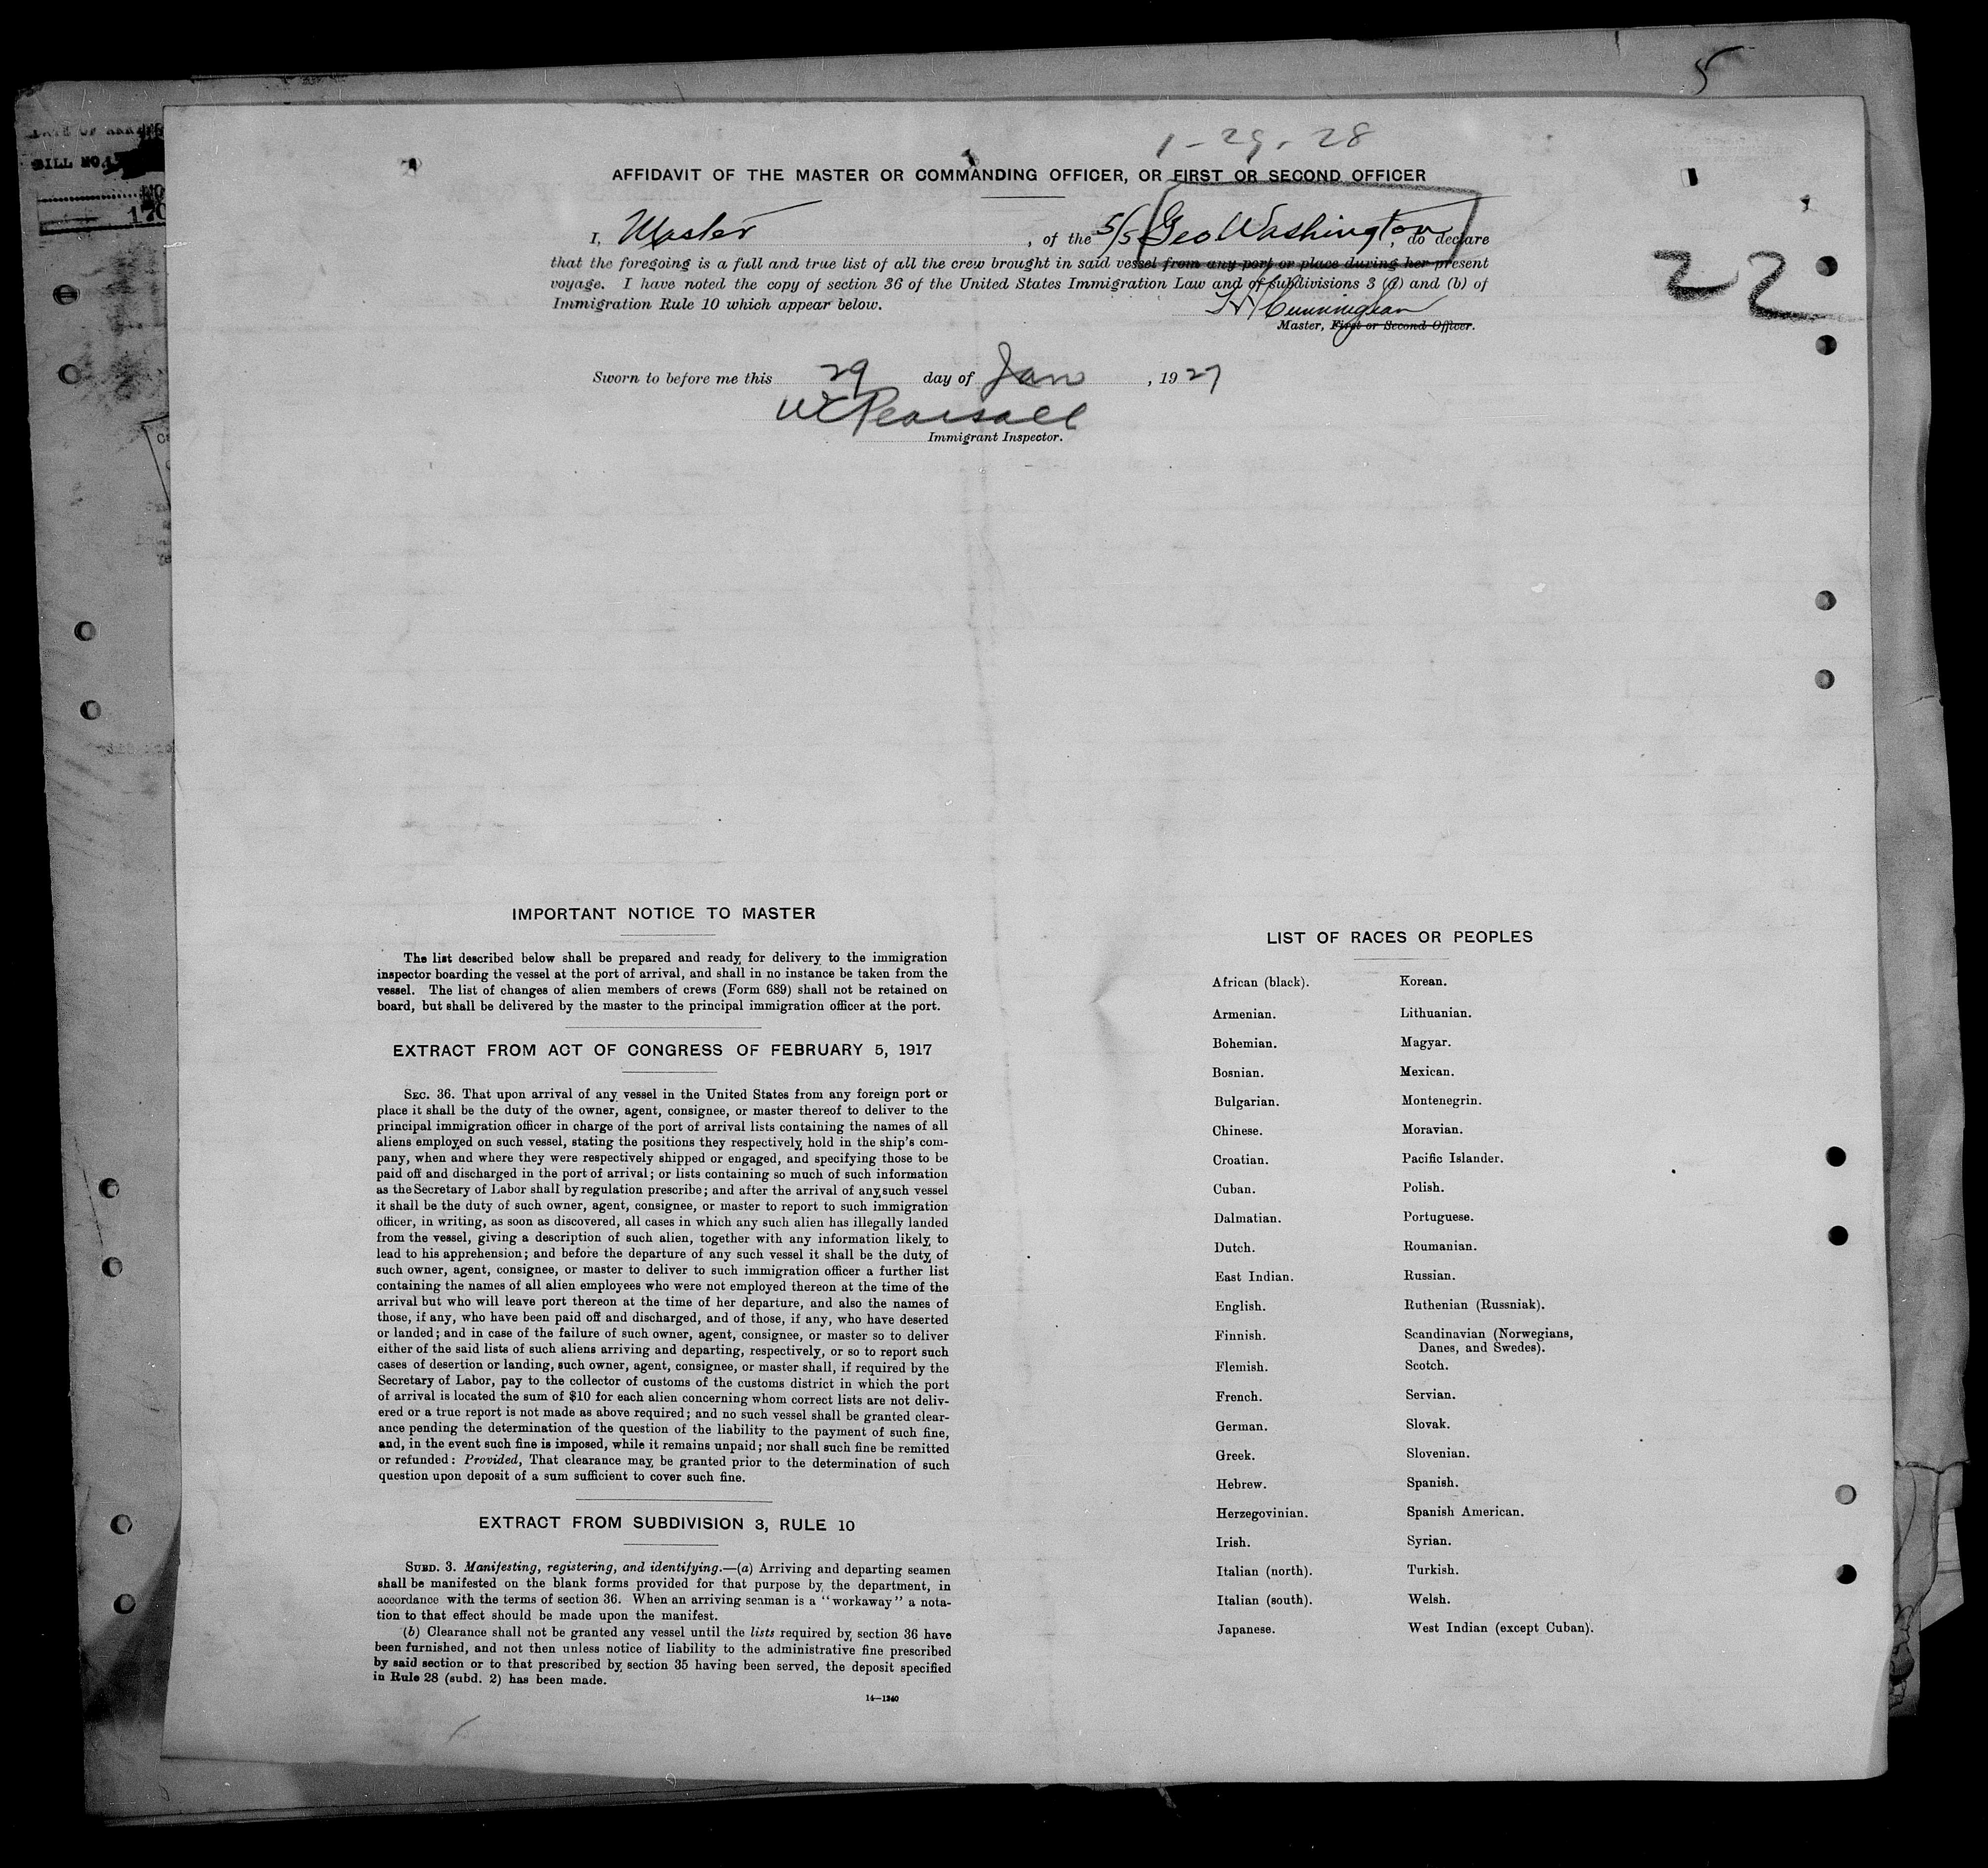 5
BILL NO.
170
1-29-28
AFFIDAVIT OF THE MASTER OR COMMANDING OFFICER, OR FIRST OR SECOND OFFICER
I, Master, of the S/S Geo Washington, do declare
that the foregoing is a full and true list of all the crew brought in said vessel from any port or place during her present
voyage. I have noted the copy of section 36 of the United States Immigration Law and of subdivisions 3 (a) and (b) of
Immigration Rule 10 which appear below.
22
Cunningham
Master, First or Second Officer.
Sworn to before me this 29 day of Jan, 1927
WC Pearsall
Immigrant Inspector.
IMPORTANT NOTICE TO MASTER
The list described below shall be prepared and ready for delivery to the immigration
inspector boarding the vessel at the port of arrival, and shall in no instance be taken from the
vessel. The list of changes of alien members of crews (Form 689) shall not be retained on
board, but shall be delivered by the master to the principal immigration officer at the port.
EXTRACT FROM ACT OF CONGRESS OF FEBRUARY 5, 1917
SEC. 36. That upon arrival of any vessel in the United States from any foreign port or
place it shall be the duty of the owner, agent, consignee, or master thereof to deliver to the
principal immigration officer in charge of the port of arrival lists containing the names of all
aliens employed on such vessel, stating the positions they respectively hold in the ship's com-
pany, when and where they were respectively shipped or engaged, and specifying those to be
paid off and discharged in the port of arrival; or lists containing so much of such information
as the Secretary of Labor shall by regulation prescribe; and after the arrival of any such vessel
it shall be the duty of such owner, agent, consignee, or master to report to such immigration
officer, in writing, as soon as discovered, all cases in which any such alien has illegally landed
from the vessel, giving a description of such alien, together with any information likely to
lead to his apprehension; and before the departure of any such vessel it shall be the duty of
such owner, agent, consignee, or master to deliver to such immigration officer a further list
containing the names of all alien employees who were not employed thereon at the time of the
arrival but who will leave port thereon at the time of her departure, and also the names of
those, if any, who have been paid off and discharged, and of those, if any, who have deserted
or landed; and in case of the failure of such owner, agent, consignee, or master so to deliver
either of the said lists of such aliens arriving and departing, respectively, or so to report such
cases of desertion or landing, such owner, agent, consignee, or master shall, if required by the
Secretary of Labor, pay to the collector of customs of the customs district in which the port
of arrival is located the sum of $10 for each alien concerning whom correct lists are not deliv-
ered or a true report is not made as above required; and no such vessel shall be granted clear-
ance pending the determination of the question of the liability to the payment of such fine,
and, in the event such fine is imposed, while it remains unpaid; nor shall such fine be remitted
or refunded: Provided, That clearance may be granted prior to the determination of such
question upon deposit of a sum sufficient to cover such fine.
EXTRACT FROM SUBDIVISION 3, RULE 10
SUBD. 3. Manifesting, registering, and identifying.—(a) Arriving and departing seamen
shall be manifested on the blank forms provided for that purpose by the department, in
accordance with the terms of section 36. When an arriving seaman is a "workaway" a nota-
tion to that effect should be made upon the manifest.
(b) Clearance shall not be granted any vessel until the lists required by section 36 have
been furnished, and not then unless notice of liability to the administrative fine prescribed
by said section or to that prescribed by section 35 having been served, the deposit specified
in Rule 28 (subd. 2) has been made.
14—1240
LIST OF RACES OR PEOPLES
African (black).
Armenian.
Bohemian.
Bosnian.
Bulgarian.
Chinese.
Croatian.
Cuban.
Dalmatian.
Dutch.
East Indian.
English.
Finnish.
Flemish.
French.
German.
Greek.
Hebrew.
Herzegovinian.
Irish.
Italian (north).
Italian (south).
Japanese.
Korean.
Lithuanian.
Magyar.
Mexican.
Montenegrin.
Moravian.
Pacific Islander.
Polish.
Portuguese.
Roumanian.
Russian.
Ruthenian (Russniak).
Scandinavian (Norwegians,
Danes, and Swedes).
Scotch.
Servian.
Slovak.
Slovenian.
Spanish.
Spanish American.
Syrian.
Turkish.
Welsh.
West Indian (except Cuban).